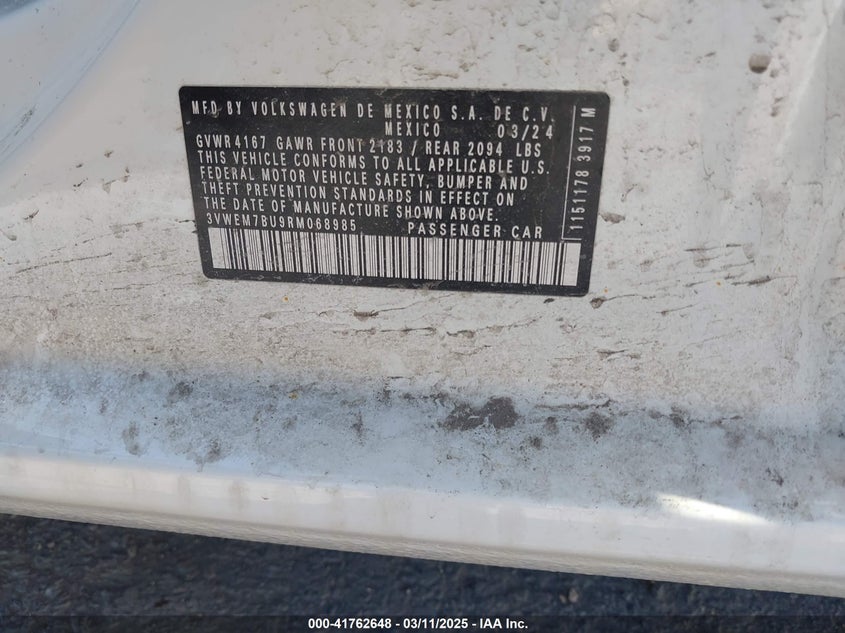 MFD BY VOLKSWAGEN DE MEXICO S.A. DE C.V.
MEXICO 03/24
GVWR 4167 GAWR FRONT 2183 / REAR 2094 LBS
THIS VEHICLE CONFORMS TO ALL APPLICABLE U.S.
FEDERAL MOTOR VEHICLE SAFETY, BUMPER AND
THEFT PREVENTION STANDARDS IN EFFECT ON
THE DATE OF MANUFACTURE SHOWN ABOVE.
3VWEM7BU9RM068985 PASSENGER CAR
1151178 3917 M
000-41762648 - 03/11/2025 - IAA Inc.